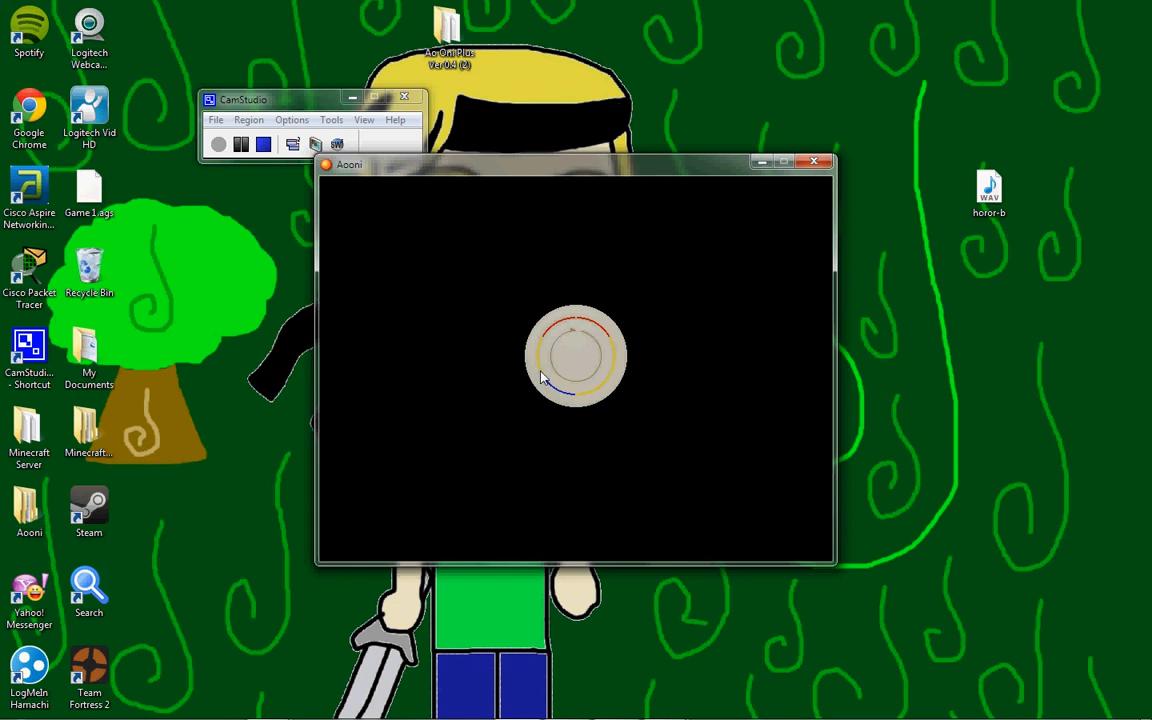 Spotify
Logitech
Webca...
Ao Oni Plus
Ver 0.4 (2)
CamStudio
File Region Options Tools View Help
Google
Chrome
Logitech Vid
HD
Aooni
WAV
horor-b
Cisco Aspire
Networkin...
Game 1.ags
Cisco Packet
Tracer
Recycle Bin
CamStudi...
- Shortcut
My
Documents
Minecraft
Server
Minecraft...
Aooni
Steam
Yahoo!
Messenger
Search
LogMeIn
Hamachi
Team
Fortress 2